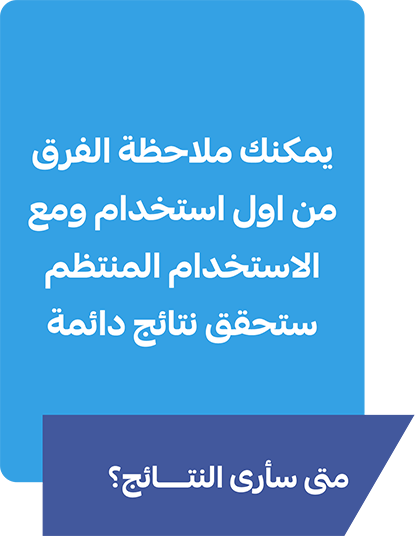 يمكنك ملاحظة الفرق
من اول استخدام ومع
الاستخدام المنتظم
ستحقق نتائج دائمة
متى سأرى النتـــائج؟